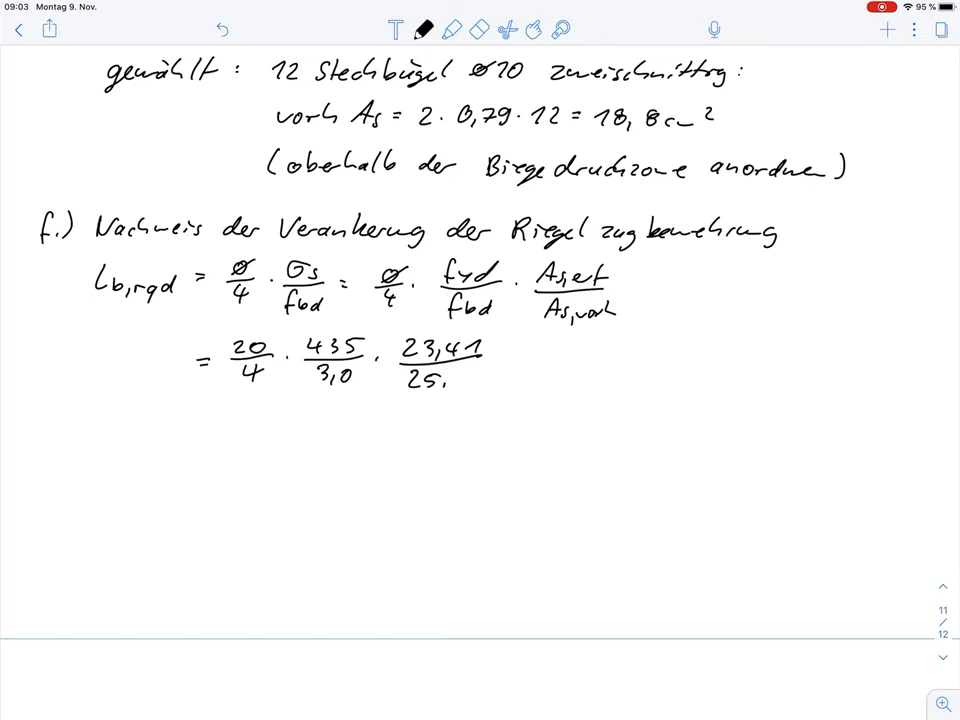 09:03 Montag 9. Nov.
95 %
T
gewählt : 12 Steckbügel ø10 zweischnittig :
vorh As = 2 · 0,79 · 12 = 18,8 cm²
(oberhalb der Biegedruckzone anordnen)
f.) Nachweis der Verankerung der Riegelzugbewehrung
Lb,rqd = ø/4 · σs/fbd = ø/4 · fyd/fbd · As,erf/As,vorh
= 20/4 · 435/3,0 · 23,41/25,
11
/
12